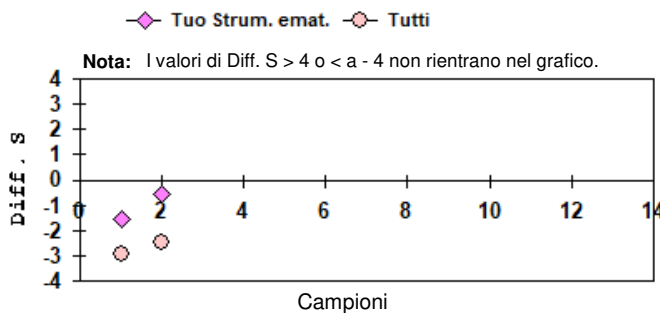 Tuo Strum. emat. Tutti
Nota: I valori di Diff. S > 4 o < a - 4 non rientrano nel grafico.
4
3
2
1
0
-1
-2
-3
-4
Diff. S
0 2 4 6 8 10 12 14
Campioni